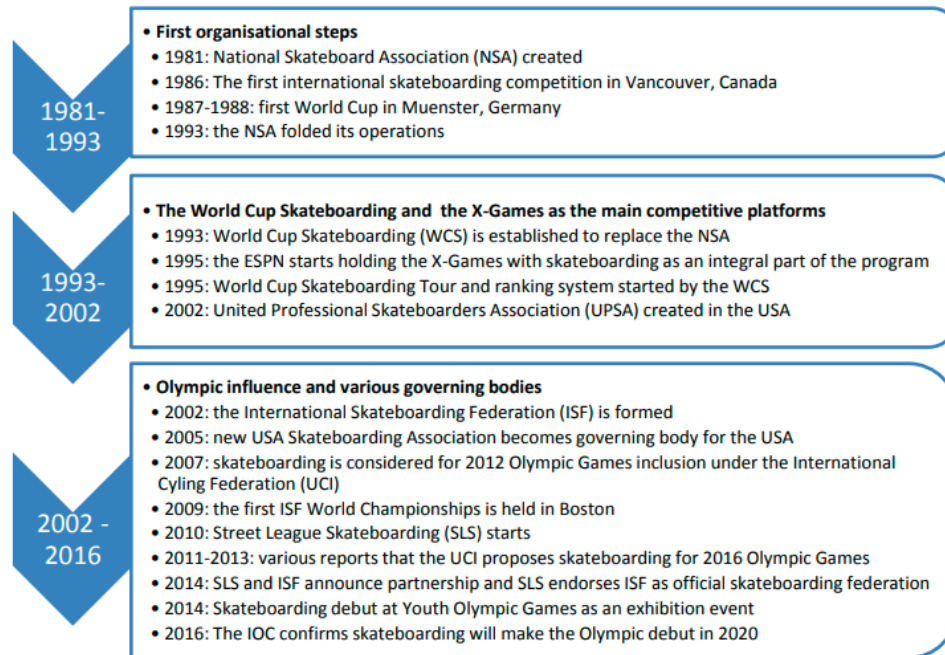 1981-
1993
• First organisational steps
• 1981: National Skateboard Association (NSA) created
• 1986: The first international skateboarding competition in Vancouver, Canada
• 1987-1988: first World Cup in Muenster, Germany
• 1993: the NSA folded its operations
1993-
2002
• The World Cup Skateboarding and the X-Games as the main competitive platforms
• 1993: World Cup Skateboarding (WCS) is established to replace the NSA
• 1995: the ESPN starts holding the X-Games with skateboarding as an integral part of the program
• 1995: World Cup Skateboarding Tour and ranking system started by the WCS
• 2002: United Professional Skateboarders Association (UPSA) created in the USA
2002 -
2016
• Olympic influence and various governing bodies
• 2002: the International Skateboarding Federation (ISF) is formed
• 2005: new USA Skateboarding Association becomes governing body for the USA
• 2007: skateboarding is considered for 2012 Olympic Games inclusion under the International
Cyling Federation (UCI)
• 2009: the first ISF World Championships is held in Boston
• 2010: Street League Skateboarding (SLS) starts
• 2011-2013: various reports that the UCI proposes skateboarding for 2016 Olympic Games
• 2014: SLS and ISF announce partnership and SLS endorses ISF as official skateboarding federation
• 2014: Skateboarding debut at Youth Olympic Games as an exhibition event
• 2016: The IOC confirms skateboarding will make the Olympic debut in 2020